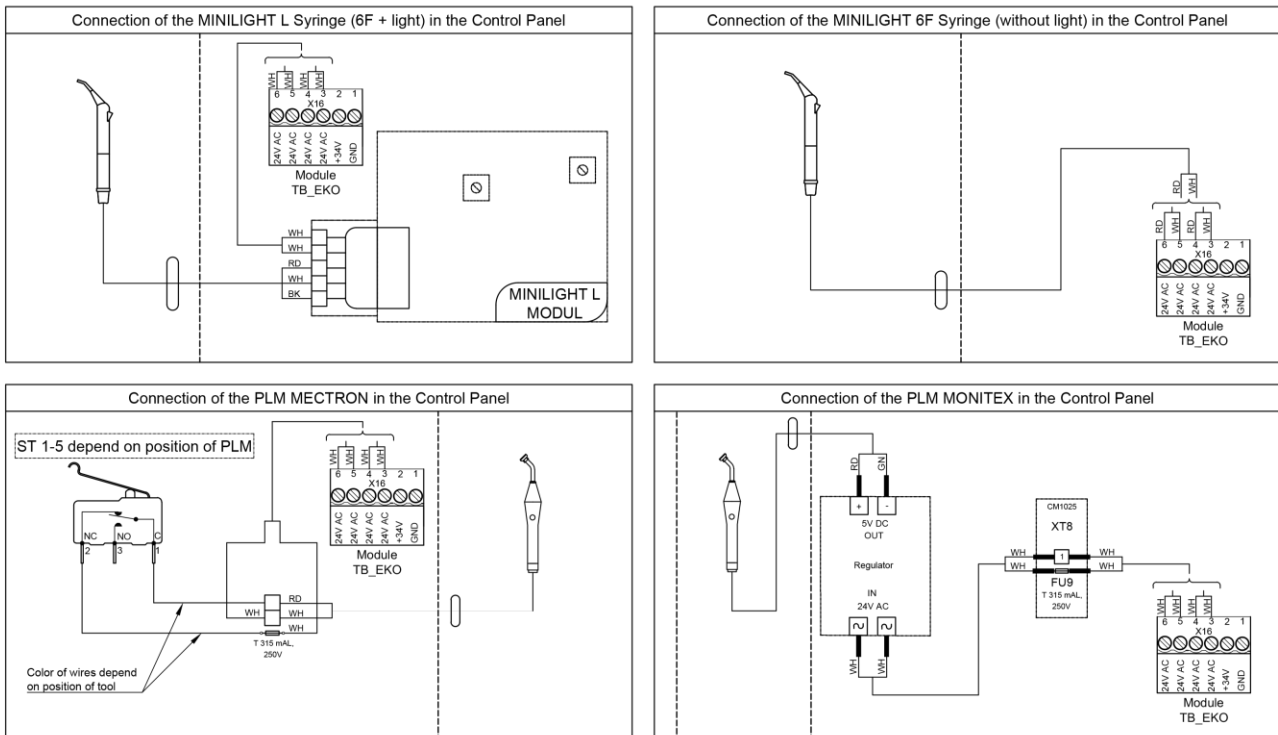 Connection of the MINILIGHT L Syringe (6F + light) in the Control Panel
WH WH WH WH
6 5 4 3 2 1
X16
24V AC 24V AC 24V AC 24V AC +34V GND
Module
TB_EKO
WH
WH
RD
WH
BK
MINILIGHT L
MODUL
Connection of the MINILIGHT 6F Syringe (without light) in the Control Panel
RD WH
RD WH RD WH
6 5 4 3 2 1
X16
24V AC 24V AC 24V AC 24V AC +34V GND
Module
TB_EKO
Connection of the PLM MECTRON in the Control Panel
ST 1-5 depend on position of PLM
WH WH WH WH
6 5 4 3 2 1
X16
24V AC 24V AC 24V AC 24V AC +34V GND
Module
TB_EKO
NC NO C
2 3 1
RD
WH WH
WH
T 315 mAL,
250V
Color of wires depend
on position of tool
Connection of the PLM MONITEX in the Control Panel
RD GN
+ -
5V DC
OUT
Regulator
IN
24V AC
WH WH
CM1025
XT8
WH 1 WH
WH WH
FU9
T 315 mAL,
250V
WH WH WH WH
6 5 4 3 2 1
X16
24V AC 24V AC 24V AC 24V AC +34V GND
Module
TB_EKO